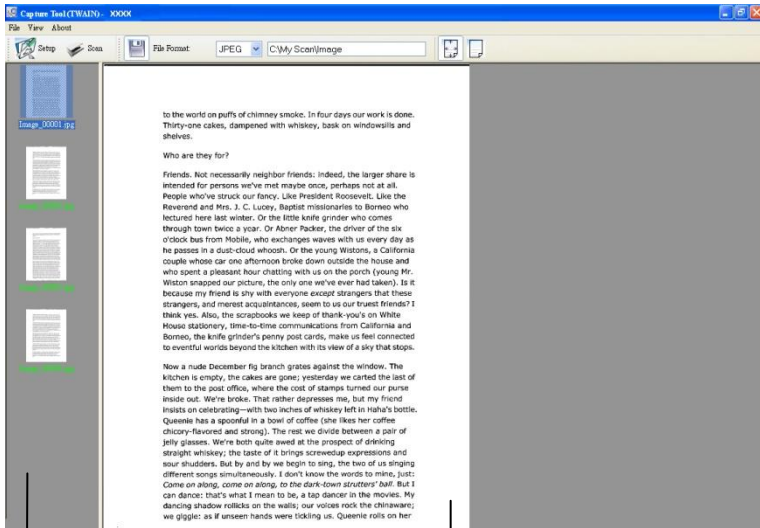 Capture Tool (TWAIN) - XXXX
File View About
Setup Scan File Format JPEG C:\My Scan\Image
Image_00001.jpg
to the world on puffs of chimney smoke. In four days our work is done.
Thirty-one cakes, dampened with whiskey, bask on windowsills and
shelves.
Who are they for?
Friends. Not necessarily neighbor friends: indeed, the larger share is
intended for persons we've met maybe once, perhaps not at all.
People who've struck our fancy. Like President Roosevelt. Like the
Reverend and Mrs. J. C. Lucey, Baptist missionaries to Borneo who
lectured here last winter. Or the little knife grinder who comes
through town twice a year. Or Abner Packer, the driver of the six
o'clock bus from Mobile, who exchanges waves with us every day as
he passes in a dust-cloud whoosh. Or the young Wistons, a California
couple whose car one afternoon broke down outside the house and
who spent a pleasant hour chatting with us on the porch (young Mr.
Wiston snapped our picture, the only one we've ever had taken). Is it
because my friend is shy with everyone except strangers that these
strangers, and merest acquaintances, seem to us our truest friends? I
think yes. Also, the scrapbooks we keep of thank-you's on White
House stationery, time-to-time communications from California and
Borneo, the knife grinder's penny post cards, make us feel connected
to eventful worlds beyond the kitchen with its view of a sky that stops.
Now a nude December fig branch grates against the window. The
kitchen is empty, the cakes are gone; yesterday we carted the last of
them to the post office, where the cost of stamps turned our purse
inside out. We're broke. That rather depresses me, but my friend
insists on celebrating—with two inches of whiskey left in Haha's bottle.
Queenie has a spoonful in a bowl of coffee (she likes her coffee
chicory-flavored and strong). The rest we divide between a pair of
jelly glasses. We're both quite awed at the prospect of drinking
straight whiskey; the taste of it brings screwedup expressions and
sour shudders. But by and by we begin to sing, the two of us singing
different songs simultaneously. I don't know the words to mine, just:
Come on along, come on along, to the dark-town strutters' ball. But I
can dance: that's what I mean to be, a tap dancer in the movies. My
dancing shadow rollicks on the walls; our voices rock the chinaware;
we giggle: as if unseen hands were tickling us. Queenie rolls on her